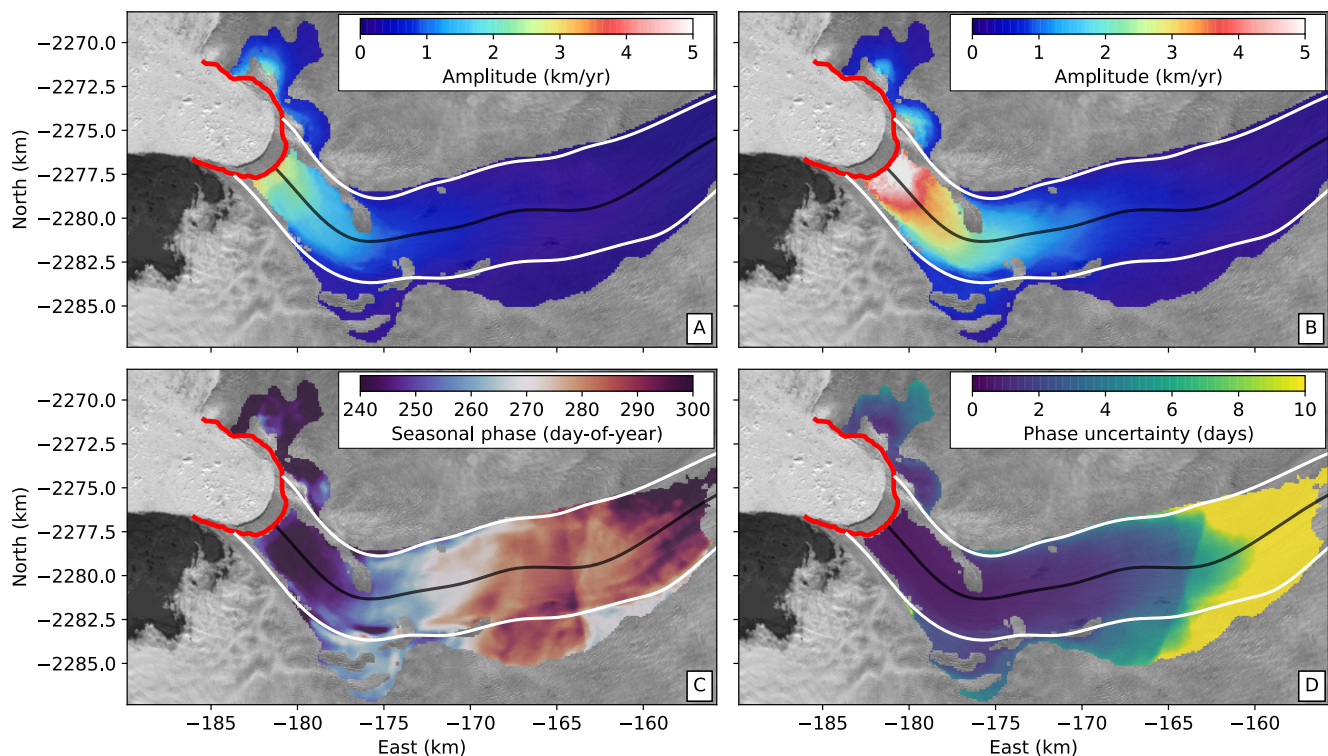 0 1 2 3 4 5
Amplitude (km/yr)
0 1 2 3 4 5
Amplitude (km/yr)
−2270.0
−2272.5
−2275.0
−2277.5
−2280.0
−2282.5
−2285.0
North (km)
A
B
240 250 260 270 280 290 300
Seasonal phase (day-of-year)
0 2 4 6 8 10
Phase uncertainty (days)
−2270.0
−2272.5
−2275.0
−2277.5
−2280.0
−2282.5
−2285.0
North (km)
C
D
−185 −180 −175 −170 −165 −160
East (km)
−185 −180 −175 −170 −165 −160
East (km)